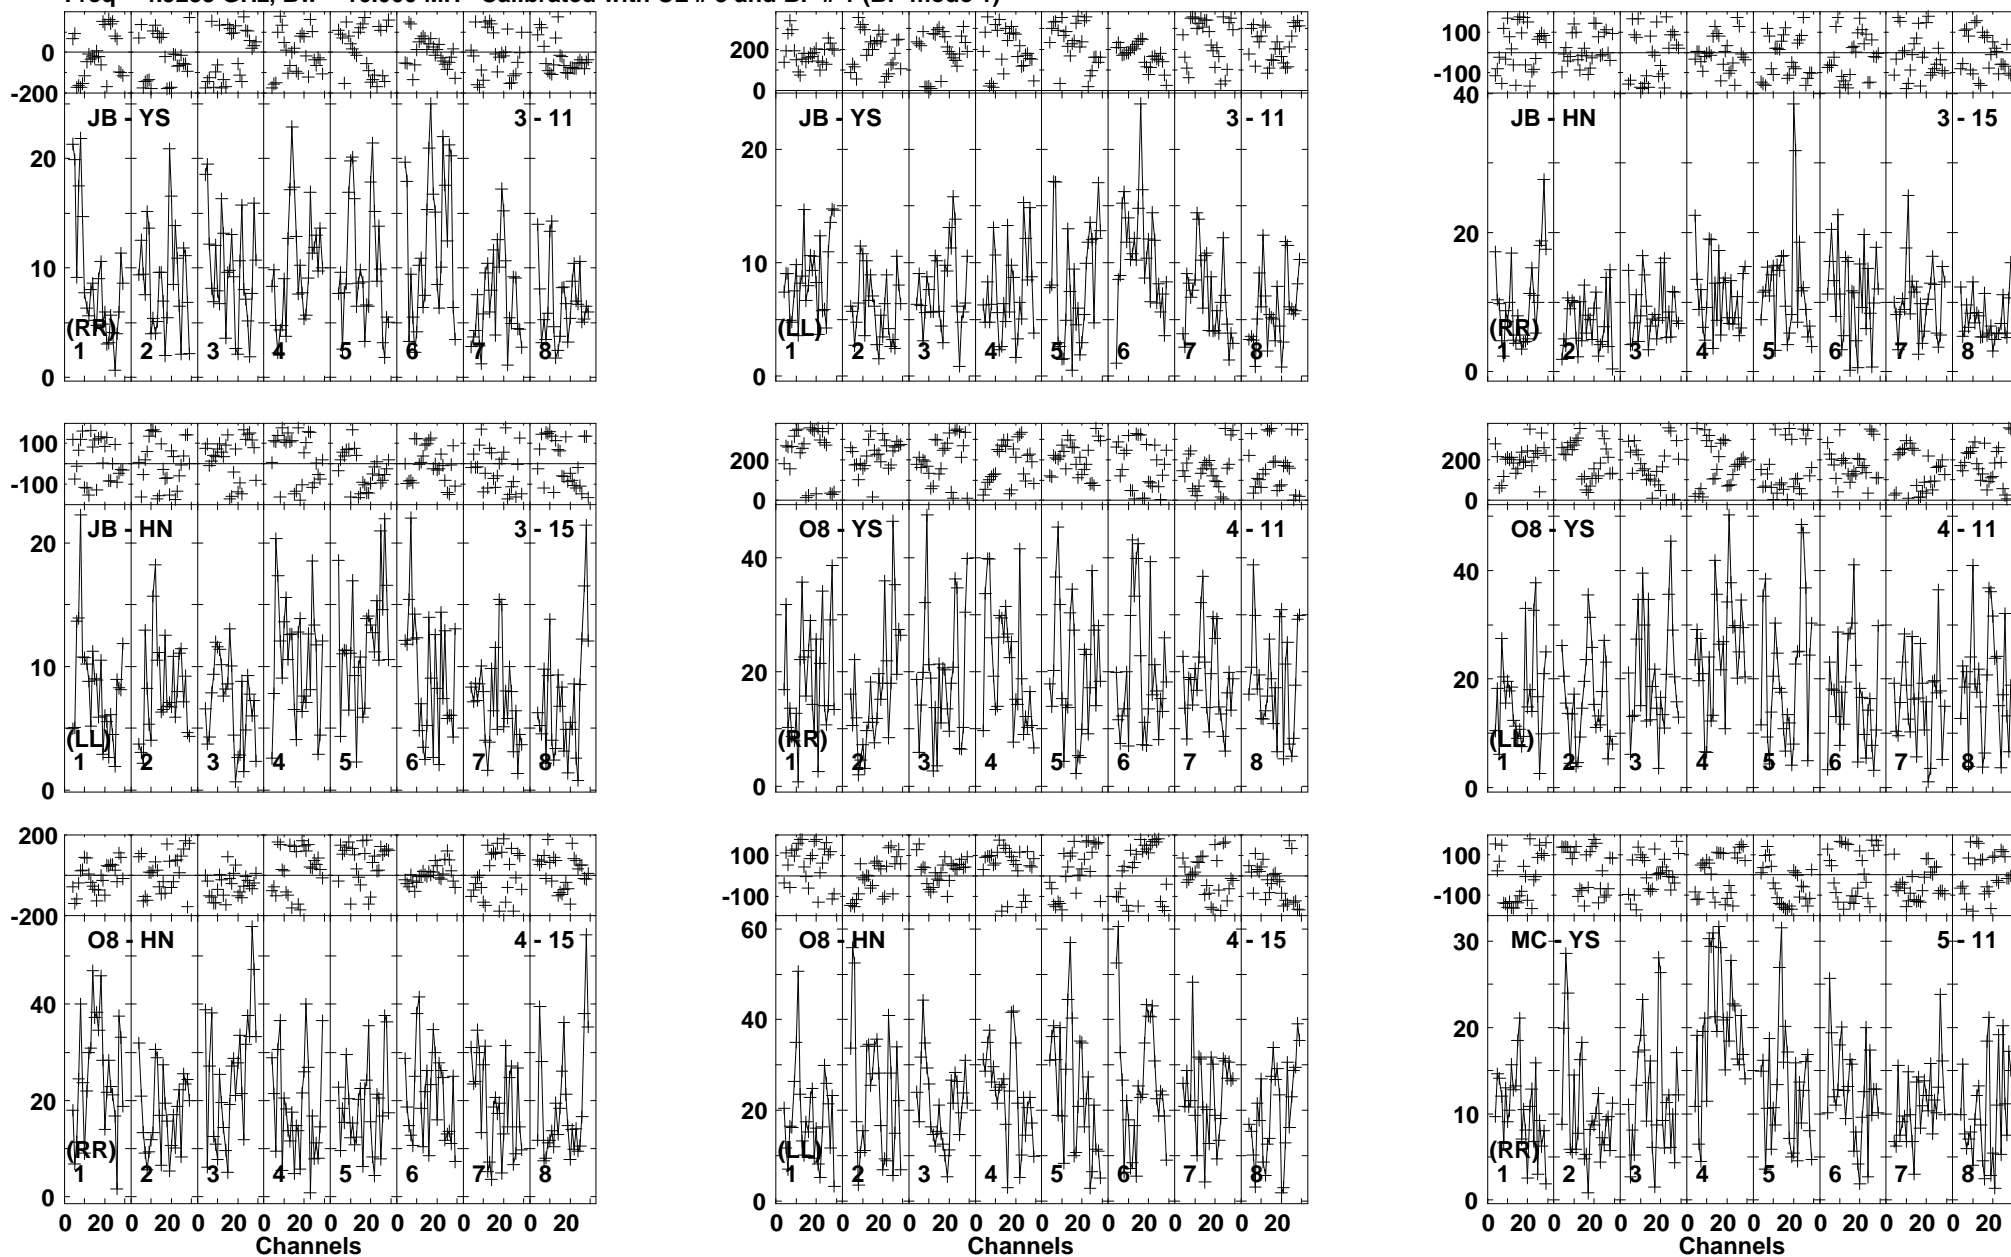 100 0 -200 JB - YS 3 - 11 20 10 0 (RR) 1 2 3 4 5 6 7 8
200 0 JB - YS 3 - 11 20 10 0 (LL) 1 2 3 4 5 6 7 8
100 -100 40 JB - HN 3 - 15 20 0 (RR) 1 2 3 4 5 6 7 8
100 -100 JB - HN 3 - 15 20 10 0 (LL) 1 2 3 4 5 6 7 8
200 0 O8 - YS 4 - 11 40 20 0 (RR) 1 2 3 4 5 6 7 8
200 0 O8 - YS 4 - 11 40 20 0 (LL) 1 2 3 4 5 6 7 8
200 0 -200 O8 - HN 4 - 15 40 20 0 (RR) 1 2 3 4 5 6 7 8
100 -100 60 O8 - HN 4 - 15 40 20 0 (LL) 1 2 3 4 5 6 7 8
100 -100 MC - YS 5 - 11 30 20 10 0 (RR) 1 2 3 4 5 6 7 8
0 20 0 20 0 20 0 20 0 20 0 20 0 20 0 20
Channels
0 20 0 20 0 20 0 20 0 20 0 20 0 20 0 20
Channels
0 20 0 20 0 20 0 20 0 20 0 20 0 20 0 20
Channels